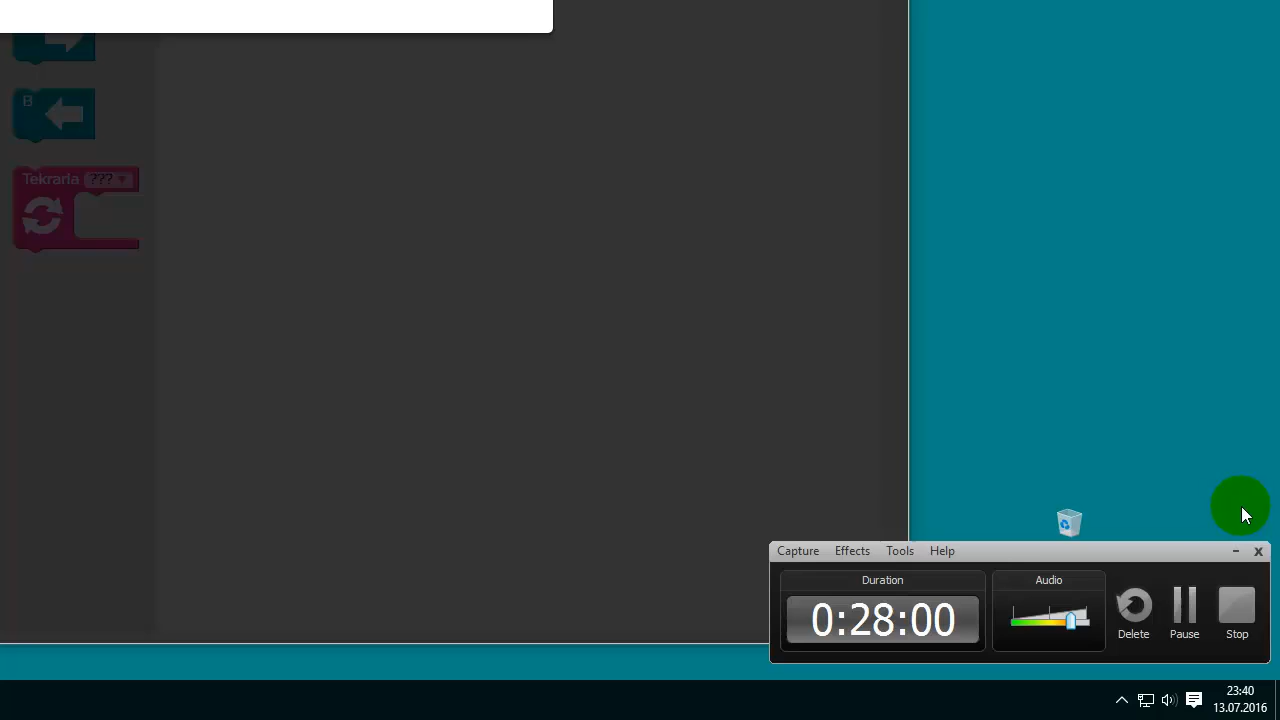 B
Tekrarla ???
Capture Effects Tools Help
Duration
Audio
0:28:00
Delete
Pause
Stop
23:40
13.07.2016